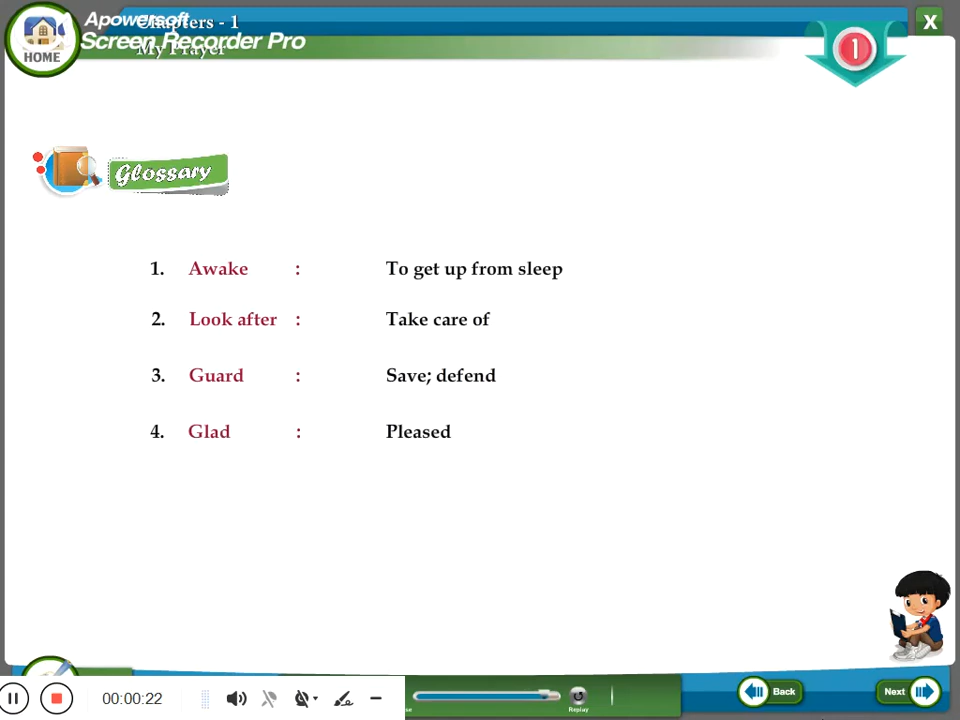 Chapters - 1
Apowersoft
Screen Recorder Pro
My Prayer
HOME
1
X
Glossary
1. Awake : To get up from sleep
2. Look after : Take care of
3. Guard : Save; defend
4. Glad : Pleased
00:00:22
Replay
Back
Next